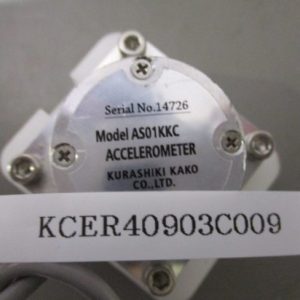 Serial No.14726
Model AS01KKC
ACCELEROMETER
KURASHIKI KAKO
CO.,LTD.
KCER40903C009